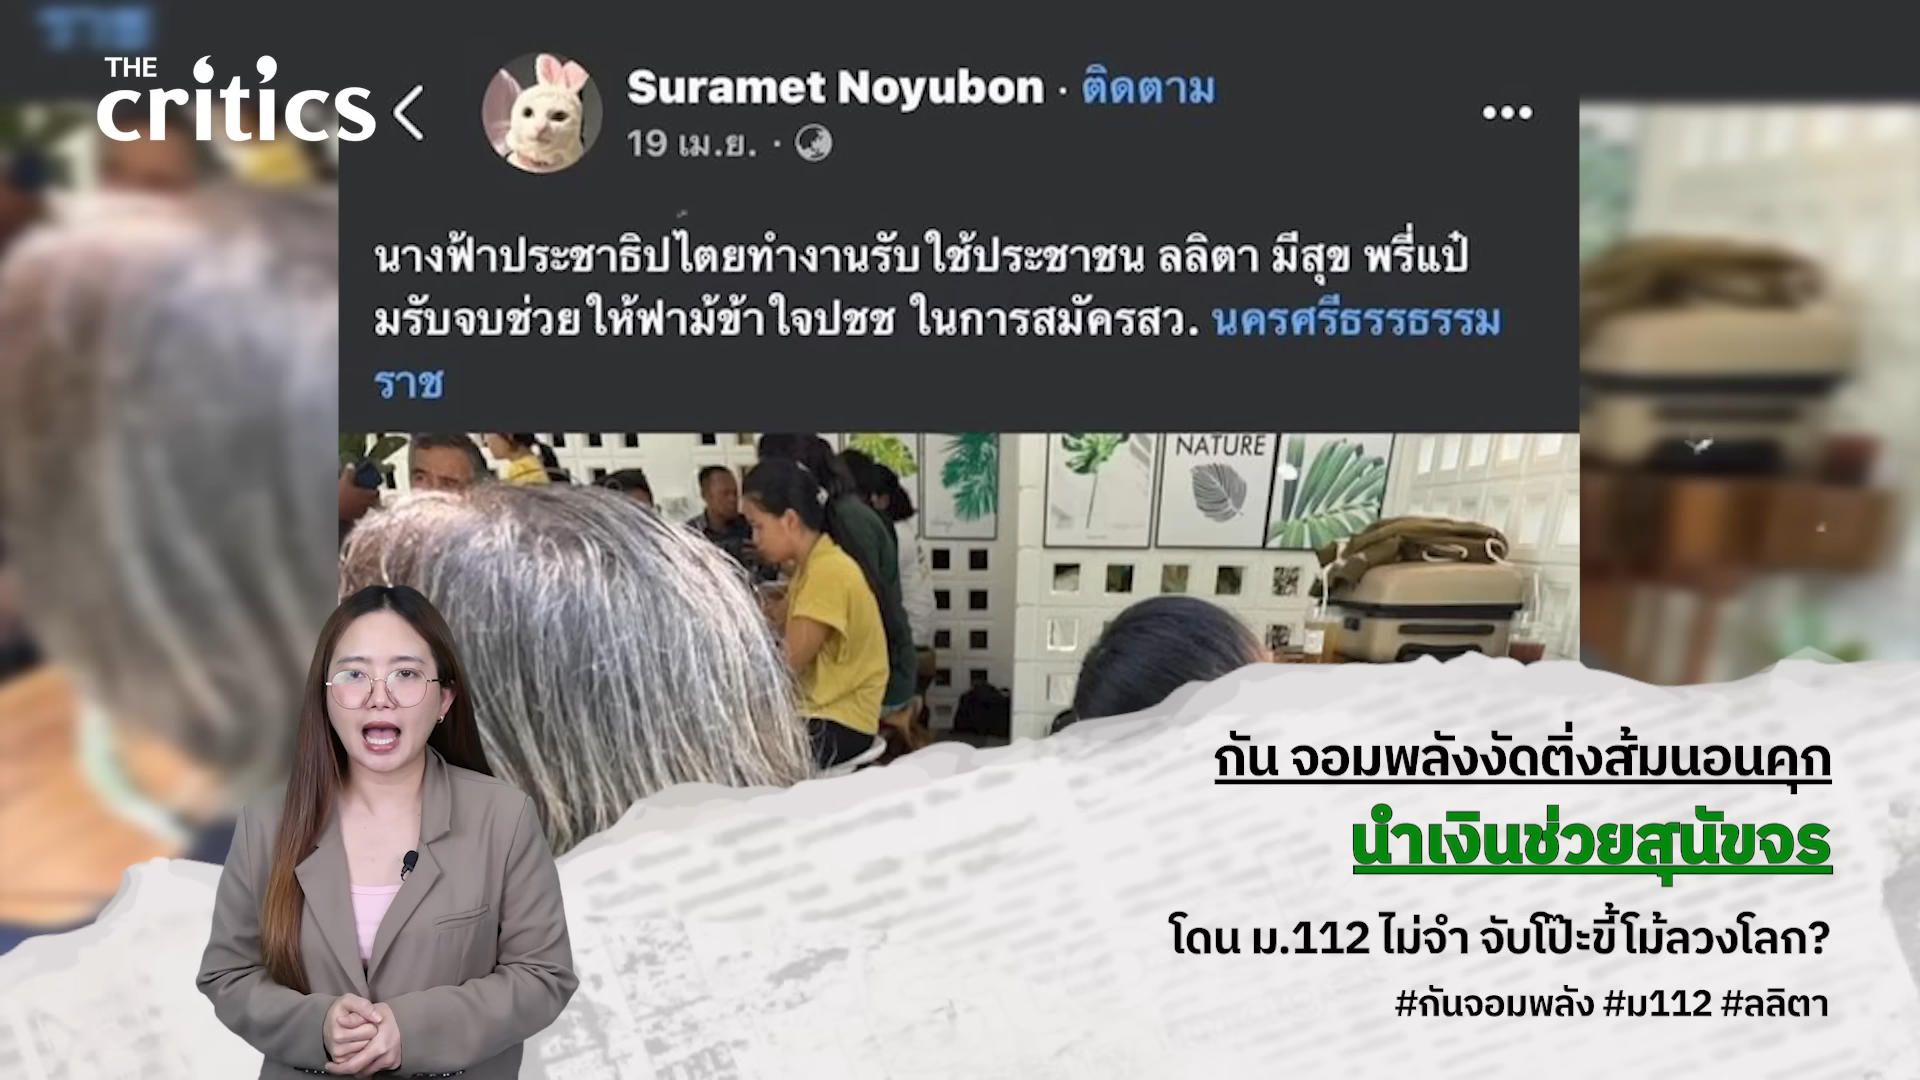 ราช
THE
critics
Suramet Noyubon · ติดตาม
19 เม.ย. ·
นางฟ้าประชาธิปไตยทำงานรับใช้ประชาชน ลลิตา มีสุข พรี่แป๋
มรับจบช่วยให้ฟาม้ข้าใจปชช ในการสมัครสว. นครศรีธรรธรรม
ราช
NATURE
กัน จอมพลังงัดติ่งส้มนอนคุก
นำเงินช่วยสุนัขจร
โดน ม.112 ไม่จำ จับโป๊ะขี้โม้ลวงโลก?
#กันจอมพลัง #ม112 #ลลิตา